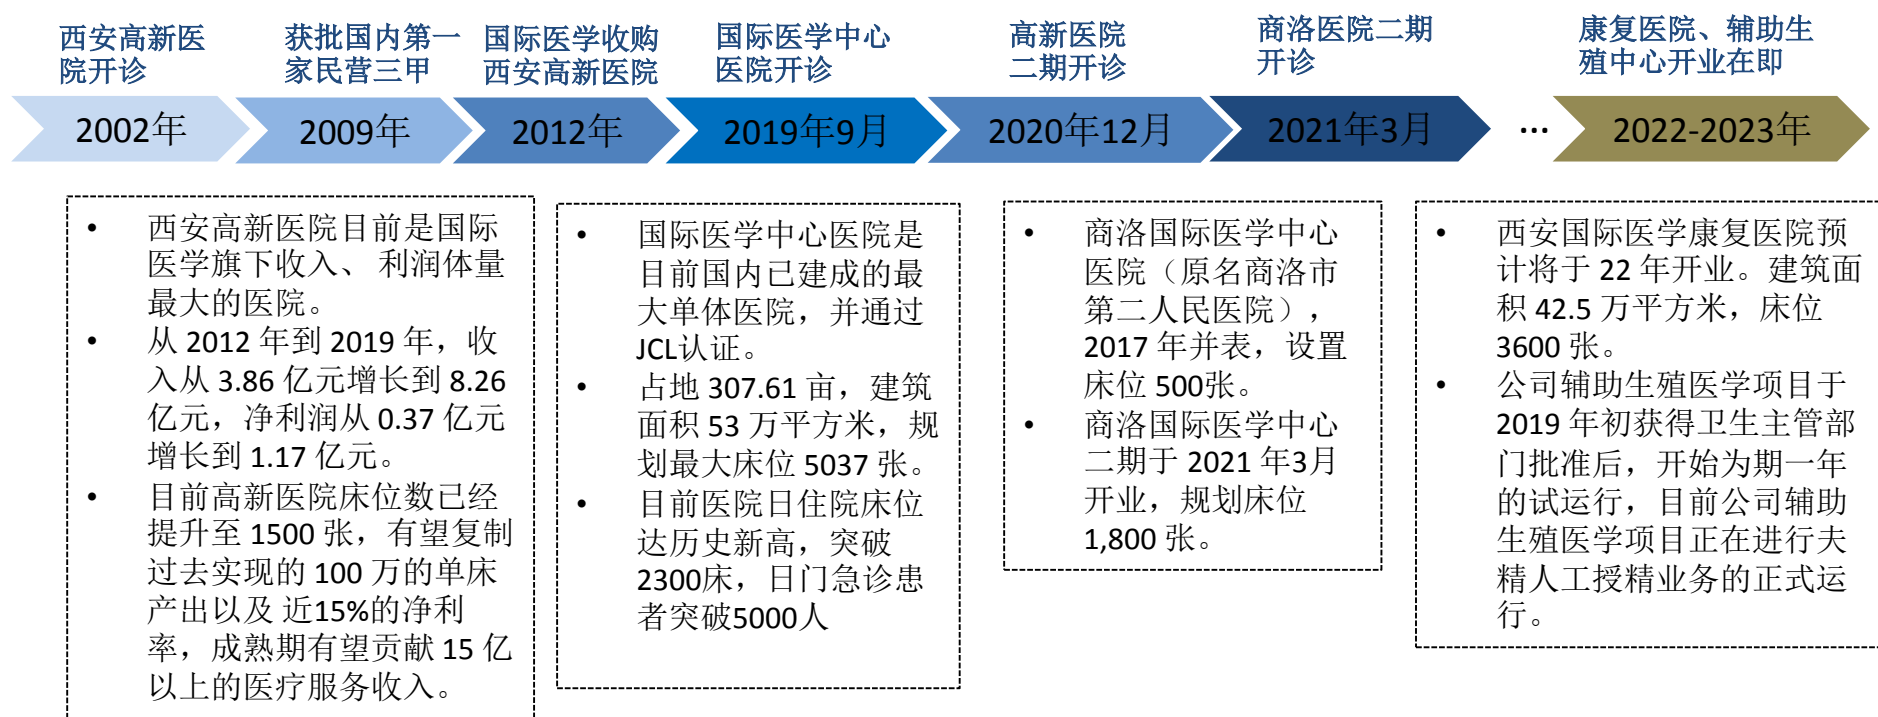 西安高新医
院开诊
获批国内第一
家民营三甲
国际医学收购
西安高新医院
国际医学中心
医院开诊
高新医院
二期开诊
商洛医院二期
开诊
康复医院、辅助生
殖中心开业在即
2002年
2009年
2012年
2019年9月
2020年12月
2021年3月
...
2022-2023年
• 西安高新医院目前是国际
医学旗下收入、 利润体量
最大的医院。
• 从 2012 年到 2019 年，收
入从 3.86 亿元增长到 8.26
亿元，净利润从 0.37 亿元
增长到 1.17 亿元。
• 目前高新医院床位数已经
提升至 1500 张，有望复制
过去实现的 100 万的单床
产出以及 近15%的净利
率，成熟期有望贡献 15 亿
以上的医疗服务收入。
• 国际医学中心医院是
目前国内已建成的最
大单体医院，并通过
JCL认证。
• 占地 307.61 亩，建筑
面积 53 万平方米，规
划最大床位 5037 张。
• 目前医院日住院床位
达历史新高，突破
2300床，日门急诊患
者突破5000人
• 商洛国际医学中心
医院（原名商洛市
第二人民医院），
2017 年并表，设置
床位 500张。
• 商洛国际医学中心
二期于 2021 年3月
开业，规划床位
1,800 张。
• 西安国际医学康复医院预
计将于 22 年开业。建筑面
积 42.5 万平方米，床位
3600 张。
• 公司辅助生殖医学项目于
2019 年初获得卫生主管部
门批准后，开始为期一年
的试运行，目前公司辅助
生殖医学项目正在进行夫
精人工授精业务的正式运
行。